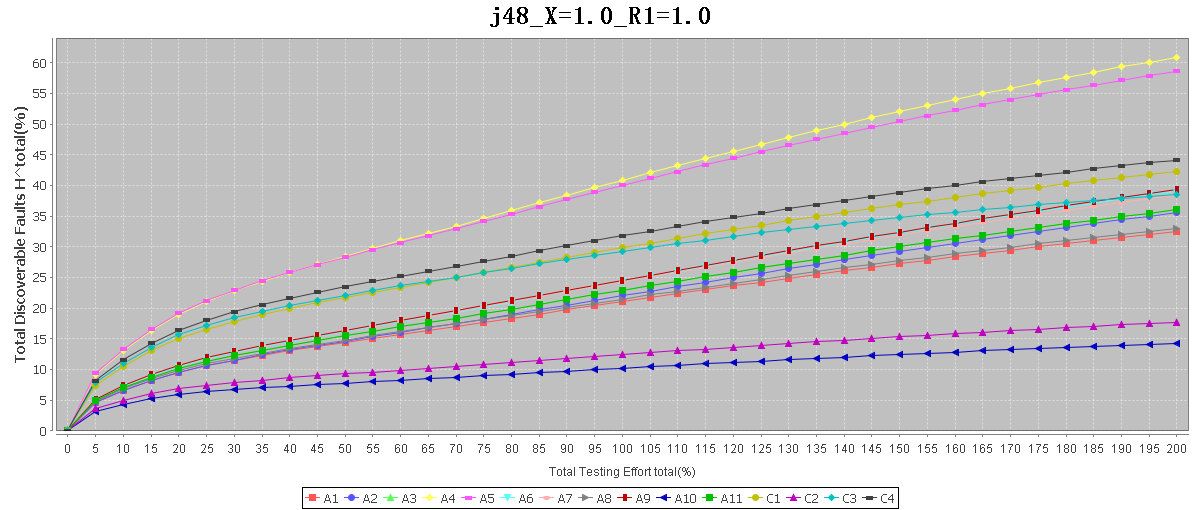 j48_X=1.0_R1=1.0
Total Discoverable Faults H^total(%)
60
55
50
45
40
35
30
25
20
15
10
5
0
0 5 10 15 20 25 30 35 40 45 50 55 60 65 70 75 80 85 90 95 100 105 110 115 120 125 130 135 140 145 150 155 160 165 170 175 180 185 190 195 200
Total Testing Effort total(%)
A1 A2 A3 A4 A5 A6 A7 A8 A9 A10 A11 C1 C2 C3 C4